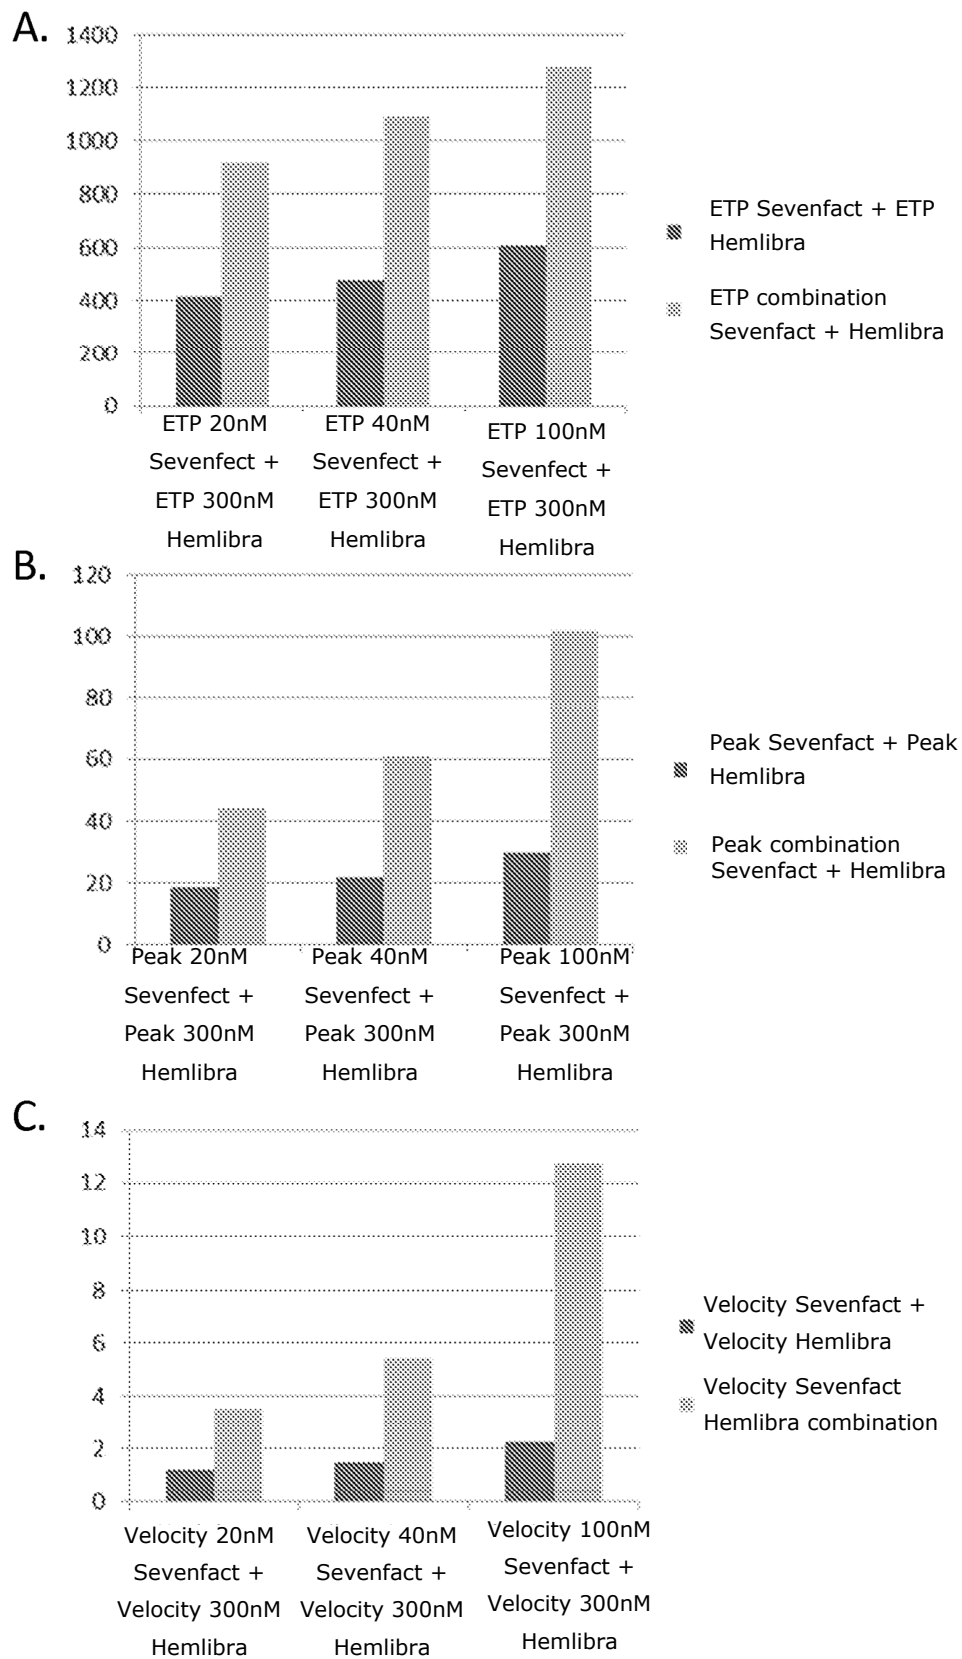 A.
1400
1200
1000
800
600
400
200
0
ETP 20nM
Sevenfect +
ETP 300nM
Hemlibra
ETP 40nM
Sevenfect +
ETP 300nM
Hemlibra
ETP 100nM
Sevenfect +
ETP 300nM
Hemlibra
ETP Sevenfact + ETP
Hemlibra
ETP combination
Sevenfact + Hemlibra
B.
120
100
80
60
40
20
0
Peak 20nM
Sevenfect +
Peak 300nM
Hemlibra
Peak 40nM
Sevenfect +
Peak 300nM
Hemlibra
Peak 100nM
Sevenfect +
Peak 300nM
Hemlibra
Peak Sevenfact + Peak
Hemlibra
Peak combination
Sevenfact + Hemlibra
C.
14
12
10
8
6
4
2
0
Velocity 20nM
Sevenfact +
Velocity 300nM
Hemlibra
Velocity 40nM
Sevenfact +
Velocity 300nM
Hemlibra
Velocity 100nM
Sevenfact +
Velocity 300nM
Hemlibra
Velocity Sevenfact +
Velocity Hemlibra
Velocity Sevenfact
Hemlibra combination